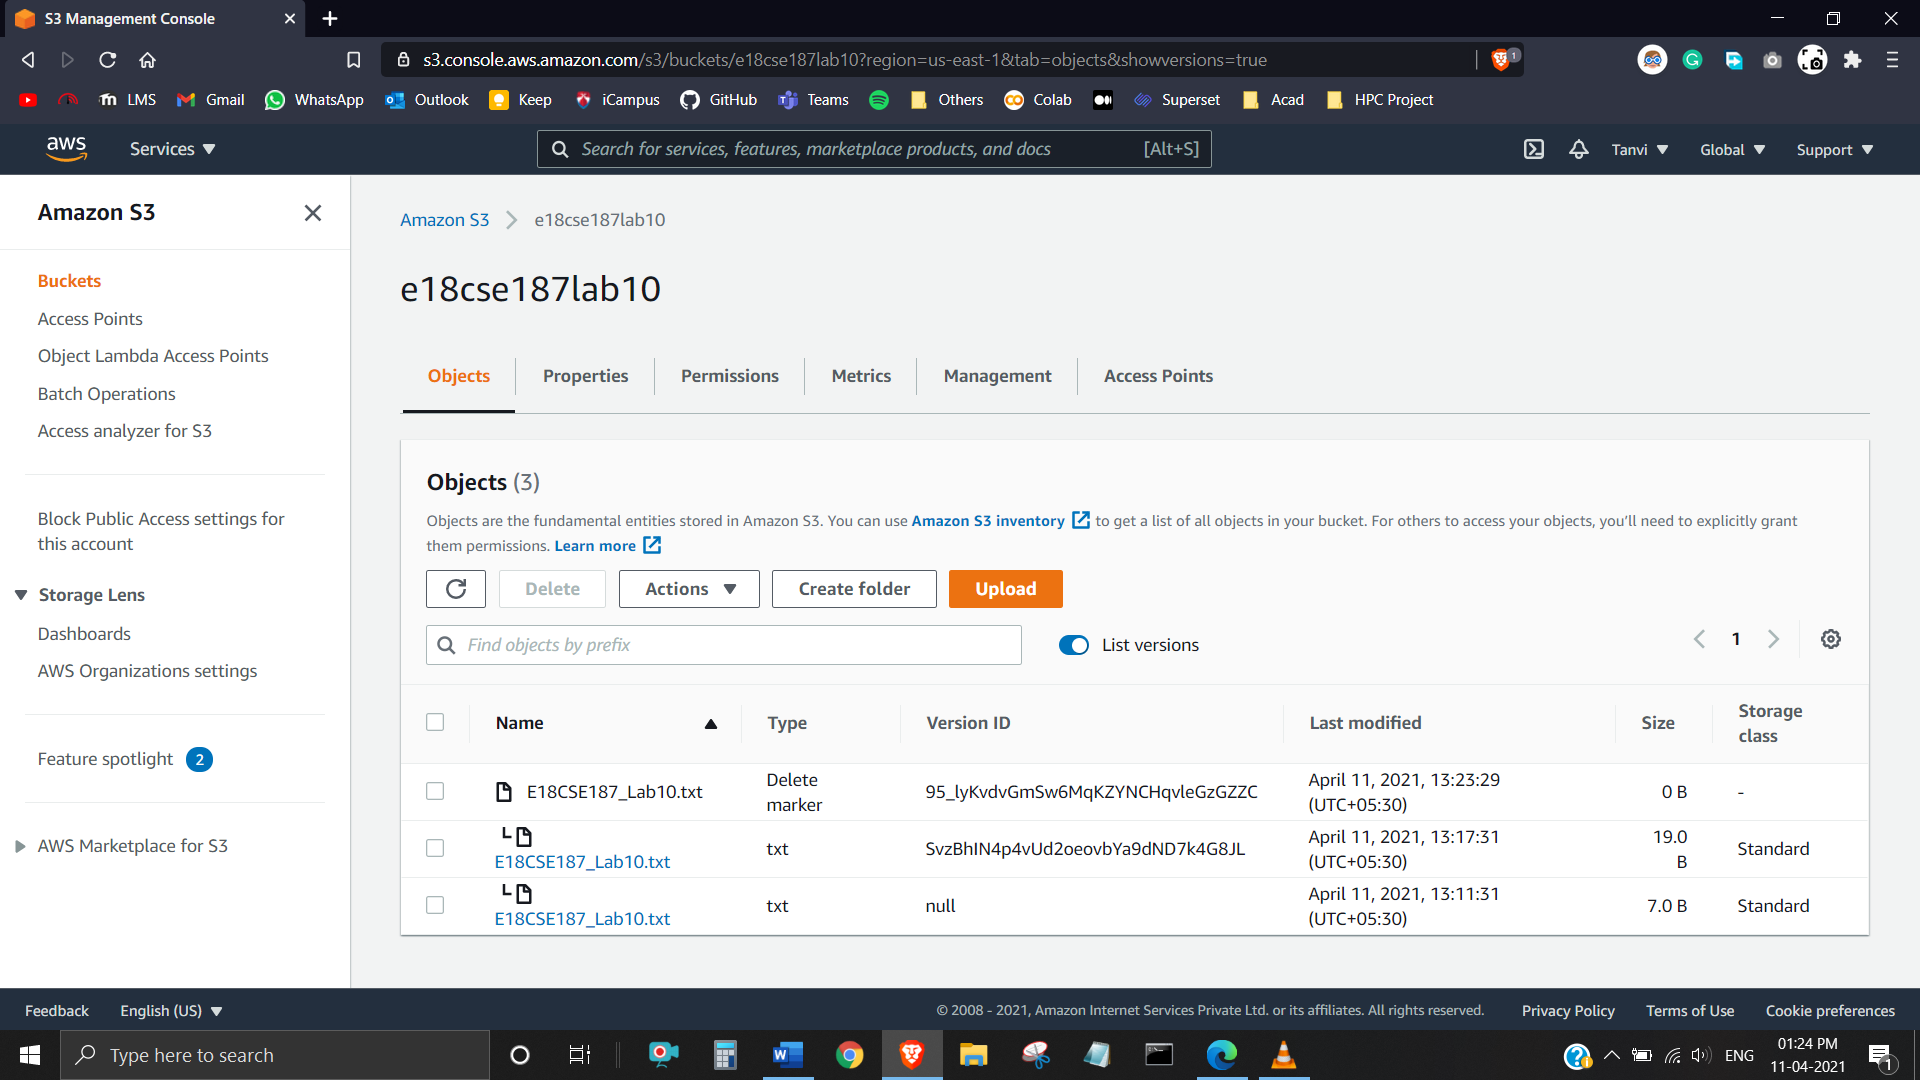 S3 Management Console
s3.console.aws.amazon.com/s3/buckets/e18cse187lab10?region=us-east-1&tab=objects&showversions=true
1
LMS
Gmail
WhatsApp
Outlook
Keep
iCampus
GitHub
Teams
Others
Colab
Superset
Acad
HPC Project
aws
Services
Search for services, features, marketplace products, and docs
[Alt+S]
Tanvi
Global
Support
Amazon S3
Buckets
Access Points
Object Lambda Access Points
Batch Operations
Access analyzer for S3
Block Public Access settings for
this account
Storage Lens
Dashboards
AWS Organizations settings
Feature spotlight 2
AWS Marketplace for S3
Amazon S3 > e18cse187lab10
e18cse187lab10
Objects
Properties
Permissions
Metrics
Management
Access Points
Objects (3)
Objects are the fundamental entities stored in Amazon S3. You can use Amazon S3 inventory to get a list of all objects in your bucket. For others to access your objects, you'll need to explicitly grant
them permissions. Learn more
Delete
Actions
Create folder
Upload
Find objects by prefix
List versions
1
Name
Type
Version ID
Last modified
Size
Storage
class
E18CSE187_Lab10.txt
Delete
marker
95_lyKvdvGmSw6MqKZYNCHqvleGzGZZC
April 11, 2021, 13:23:29
(UTC+05:30)
0 B
-
E18CSE187_Lab10.txt
txt
SvzBhIN4p4vUd2oeovbYa9dND7k4G8JL
April 11, 2021, 13:17:31
(UTC+05:30)
19.0
B
Standard
E18CSE187_Lab10.txt
txt
null
April 11, 2021, 13:11:31
(UTC+05:30)
7.0 B
Standard
Feedback
English (US)
© 2008 - 2021, Amazon Internet Services Private Ltd. or its affiliates. All rights reserved.
Privacy Policy
Terms of Use
Cookie preferences
Type here to search
ENG
01:24 PM
11-04-2021
1